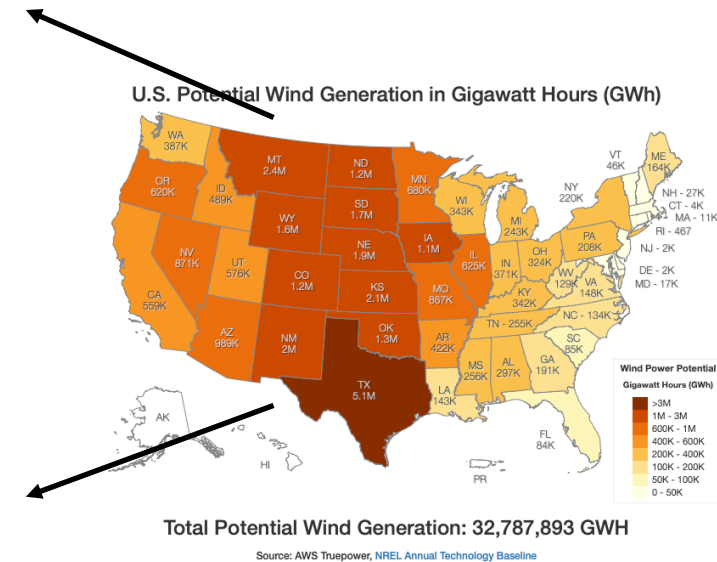 U.S. Potential Wind Generation in Gigawatt Hours (GWh)
WA
387K
OR
620K
ID
489K
MT
2.4M
ND
1.2M
MN
680K
SD
1.7M
WY
1.6M
WI
343K
MI
243K
VT
46K
ME
164K
NY
220K
NH - 27K
CT - 4K
MA - 11K
RI - 467
NJ - 2K
DE - 2K
MD - 17K
PA
208K
NE
1.9M
IA
1.1M
IL
625K
IN
371K
OH
324K
WV
129K
VA
148K
NV
871K
UT
576K
CO
1.2M
KS
2.1M
MO
867K
KY
342K
NC - 134K
TN - 255K
CA
559K
AZ
989K
NM
2M
OK
1.3M
AR
422K
SC
85K
MS
256K
AL
297K
GA
191K
TX
5.1M
LA
143K
FL
84K
AK
HI
PR
Wind Power Potential
Gigawatt Hours (GWh)
>3M
1M - 3M
600K - 1M
400K - 600K
200K - 400K
100K - 200K
50K - 100K
0 - 50K
Total Potential Wind Generation: 32,787,893 GWH
Source: AWS Truepower, NREL Annual Technology Baseline